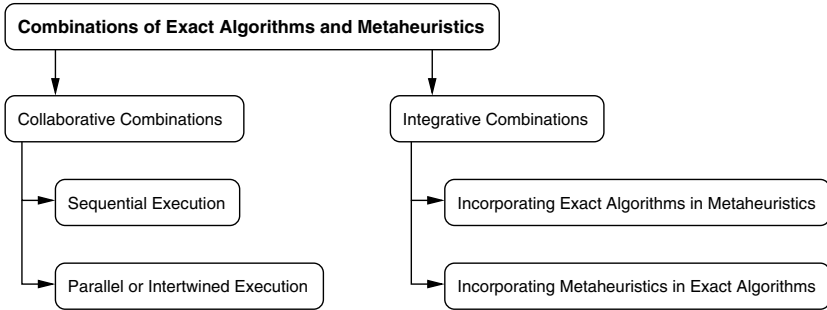 Combinations of Exact Algorithms and Metaheuristics
Collaborative Combinations
Integrative Combinations
Sequential Execution
Incorporating Exact Algorithms in Metaheuristics
Parallel or Intertwined Execution
Incorporating Metaheuristics in Exact Algorithms